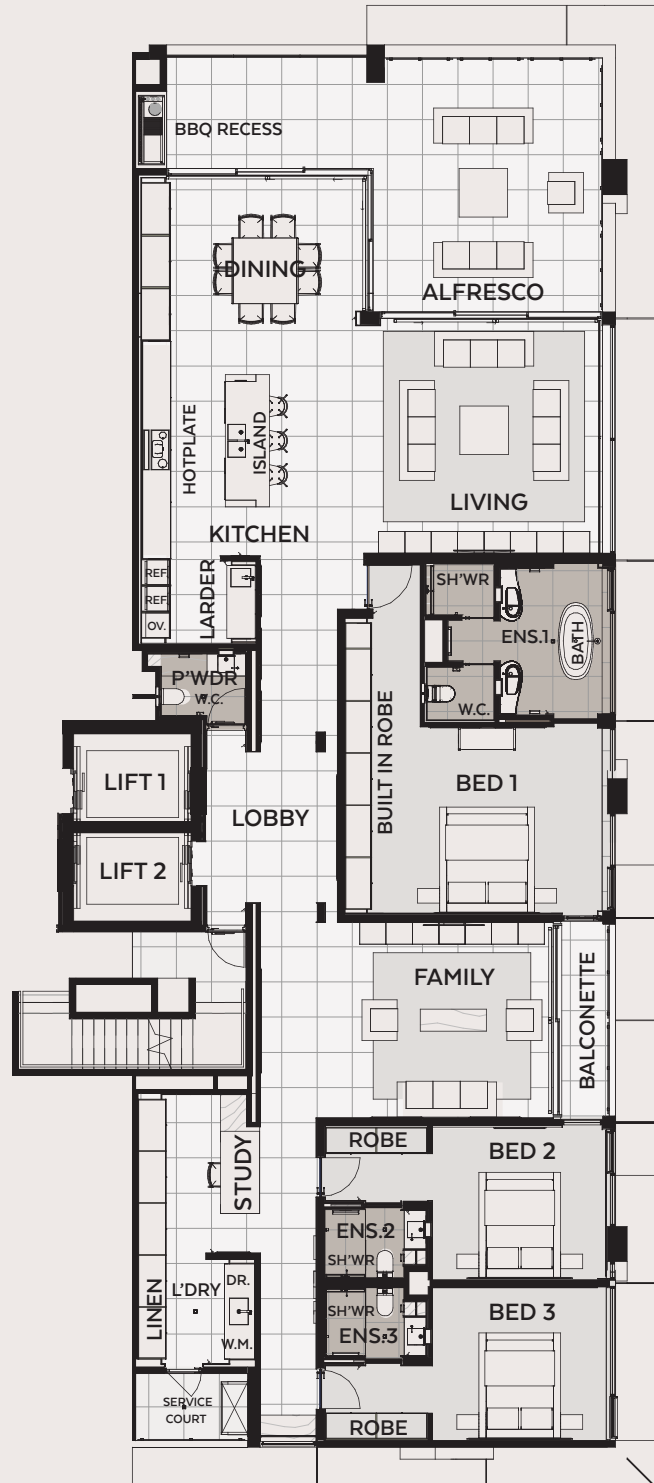 BBQ RECESS
DINING
ALFRESCO
HOTPLATE
ISLAND
LIVING
KITCHEN
REF.
REF.
OV.
LARDER
SH'WR
ENS.1
BATH
P'WDR
W.C.
W.C.
LIFT 1
BUILT IN ROBE
BED 1
LOBBY
LIFT 2
FAMILY
BALCONETTE
ROBE
BED 2
STUDY
ENS.2
SH'WR
LINEN
L'DRY
DR.
W.M.
SH'WR
ENS.3
BED 3
SERVICE
COURT
ROBE